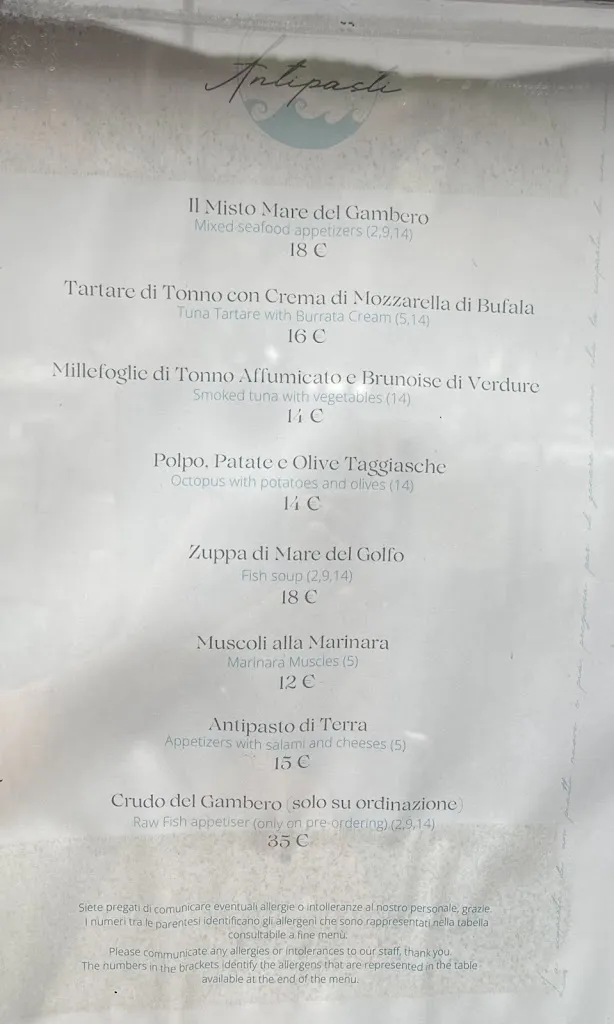 Antipasti
Il Misto Mare del Gambero
Mixed seafood appetizers (2,9,14)
18 €
Tartare di Tonno con Crema di Mozzarella di Bufala
Tuna Tartare with Burrata Cream (5,14)
16 €
Millefoglie di Tonno Affumicato e Brunoise di Verdure
Smoked tuna with vegetables (14)
14 €
Polpo, Patate e Olive Taggiasche
Octopus with potatoes and olives (14)
14 €
Zuppa di Mare del Golfo
Fish soup (2,9,14)
18 €
Muscoli alla Marinara
Marinara Muscles (5)
12 €
Antipasto di Terra
Appetizers with salami and cheeses (5)
15 €
Crudo del Gambero (solo su ordinazione)
Raw Fish appetiser (only on pre-ordering) (2,9,14)
35 €
Siete pregati di comunicare eventuali allergie o intolleranze al nostro personale, grazie.
I numeri tra le parentesi identificano gli allergeni che sono rappresentati nella tabella
consultabile a fine menù.
Please communicate any allergies or intolerances to our staff, thank you.
The numbers in the brackets identify the allergens that are represented in the table
available at the end of the menu.